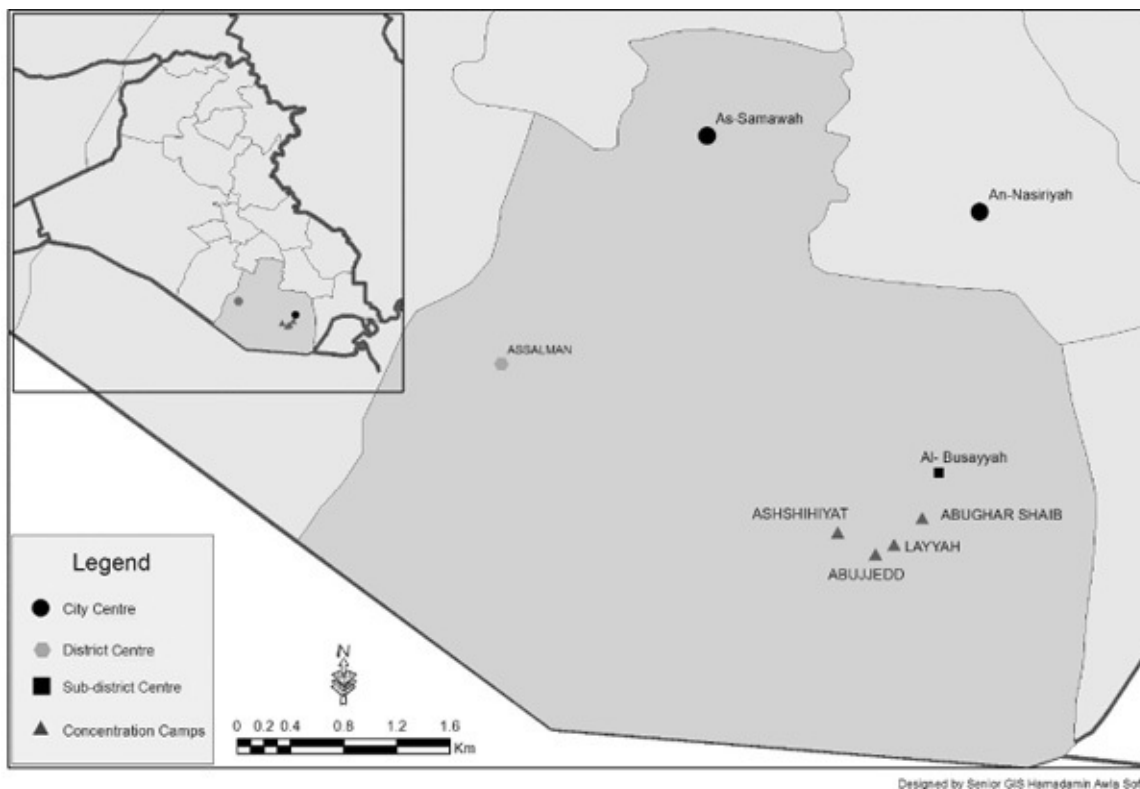 As-Samawah
An-Nasiriyah
ASSALMAN
Al- Busayyah
ASHSHIHIYAT
ABUGHAR SHAIB
LAYYAH
ABUJJEDD
Legend
City Centre
District Centre
Sub-district Centre
Concentration Camps
N
0 0.2 0.4 0.8 1.2 1.6
Km
Designed by Senior GIS Hamadamin Awla Sof